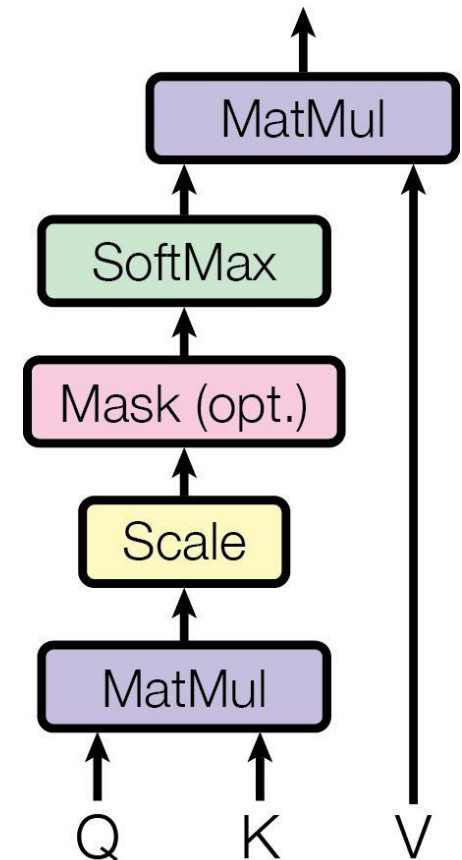 MatMul
SoftMax
Mask (opt.)
Scale
MatMul
Q K V